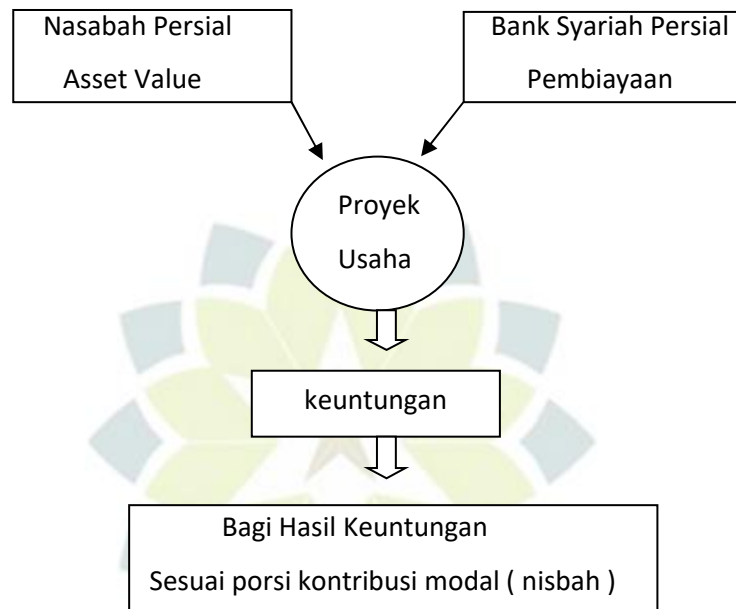 Nasabah Persial
Asset Value
Bank Syariah Persial
Pembiayaan
Proyek
Usaha
keuntungan
Bagi Hasil Keuntungan
Sesuai porsi kontribusi modal ( nisbah )